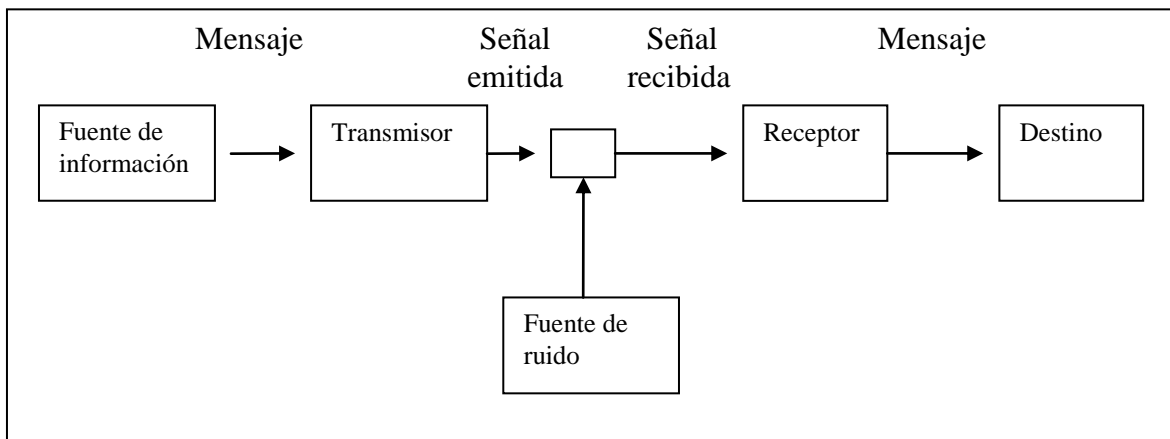 Mensaje
Señal
emitida
Señal
recibida
Mensaje
Fuente de
información
Transmisor
Receptor
Destino
Fuente de
ruido